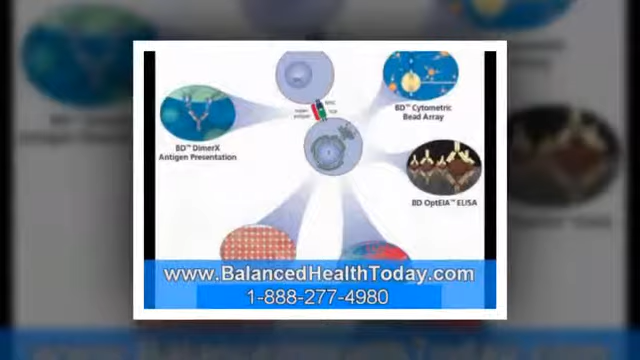 BD™ Cytometric
Bead Array
BD™ DimerX
Antigen Presentation
BD OptEIA™ ELISA
www.BalancedHealthToday.com
1-888-277-4980